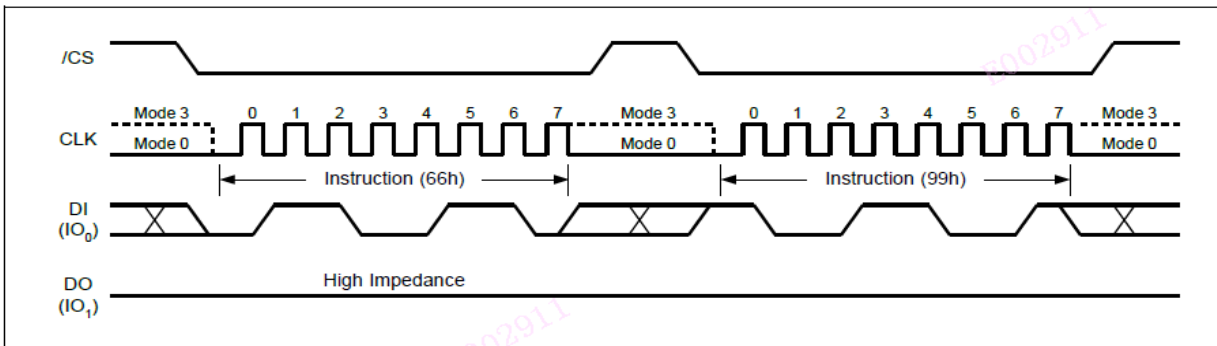 /CS
E002911
Mode 3 0 1 2 3 4 5 6 7 Mode 3 0 1 2 3 4 5 6 7 Mode 3
CLK
Mode 0 Mode 0 Mode 0
Instruction (66h) Instruction (99h)
DI
(IO0)
High Impedance
DO
(IO1)
E002911